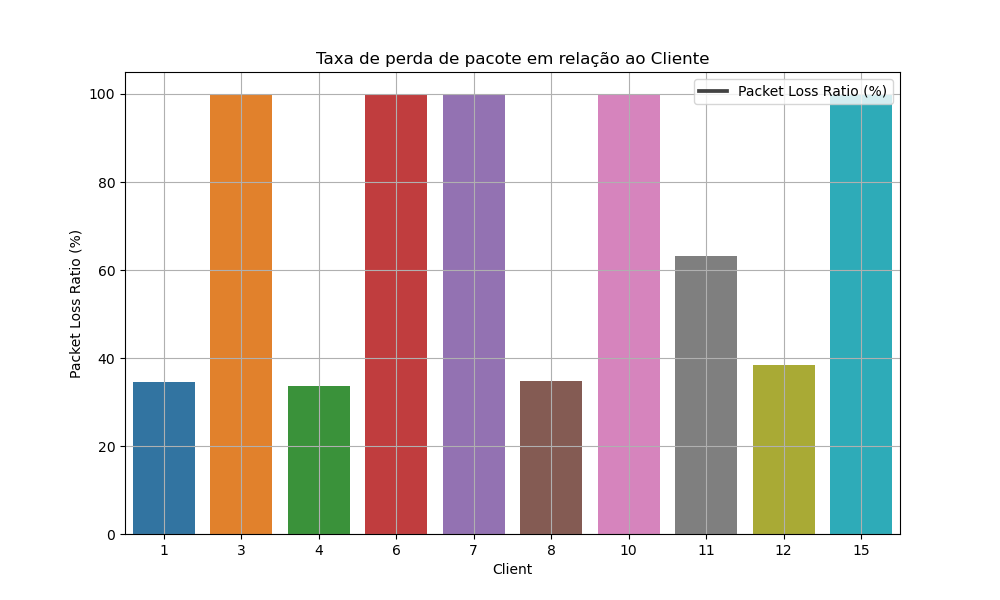 Taxa de perda de pacote em relação ao Cliente
Packet Loss Ratio (%)
Packet Loss Ratio (%)
100
80
60
40
20
0
1 3 4 6 7 8 10 11 12 15
Client